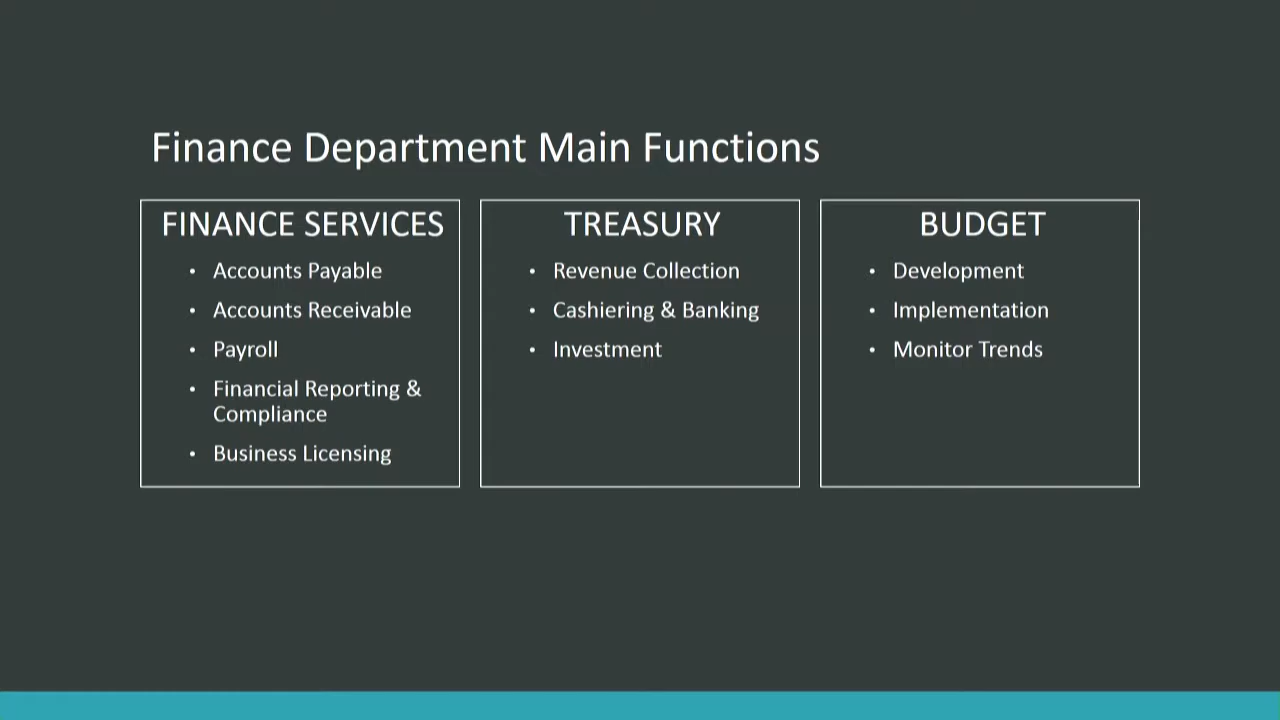 Finance Department Main Functions
FINANCE SERVICES
• Accounts Payable
• Accounts Receivable
• Payroll
• Financial Reporting &
Compliance
• Business Licensing
TREASURY
• Revenue Collection
• Cashiering & Banking
• Investment
BUDGET
• Development
• Implementation
• Monitor Trends